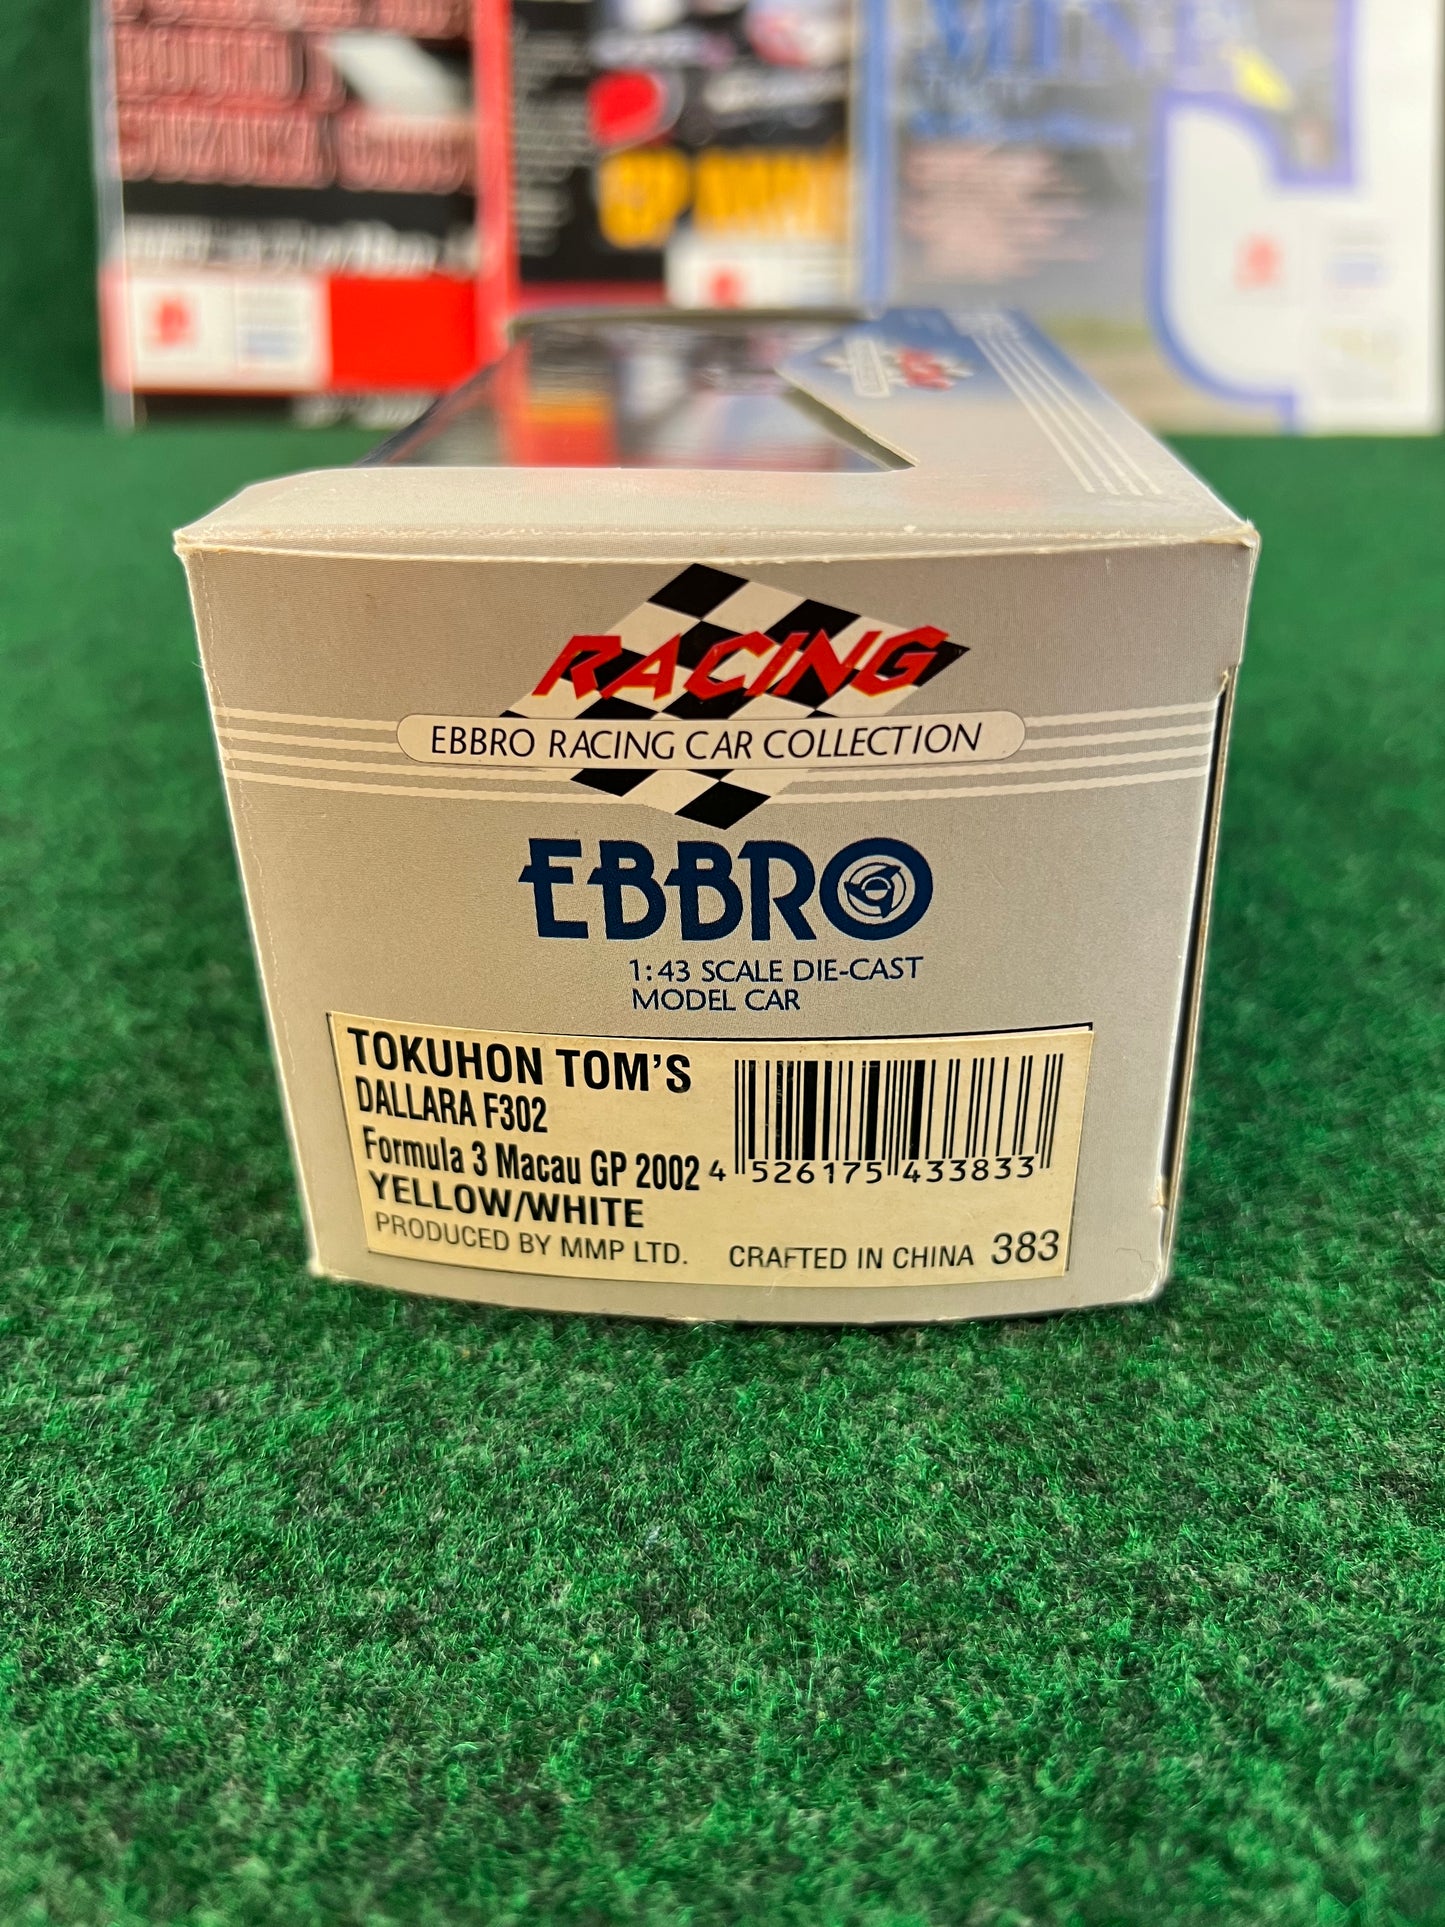 RACING
EBBRO RACING CAR COLLECTION
EBBRO
1:43 SCALE DIE-CAST
MODEL CAR
TOKUHON TOM'S
DALLARA F302
Formula 3 Macau GP 2002
YELLOW/WHITE
PRODUCED BY MMP LTD.
4 526175 433833
CRAFTED IN CHINA 383